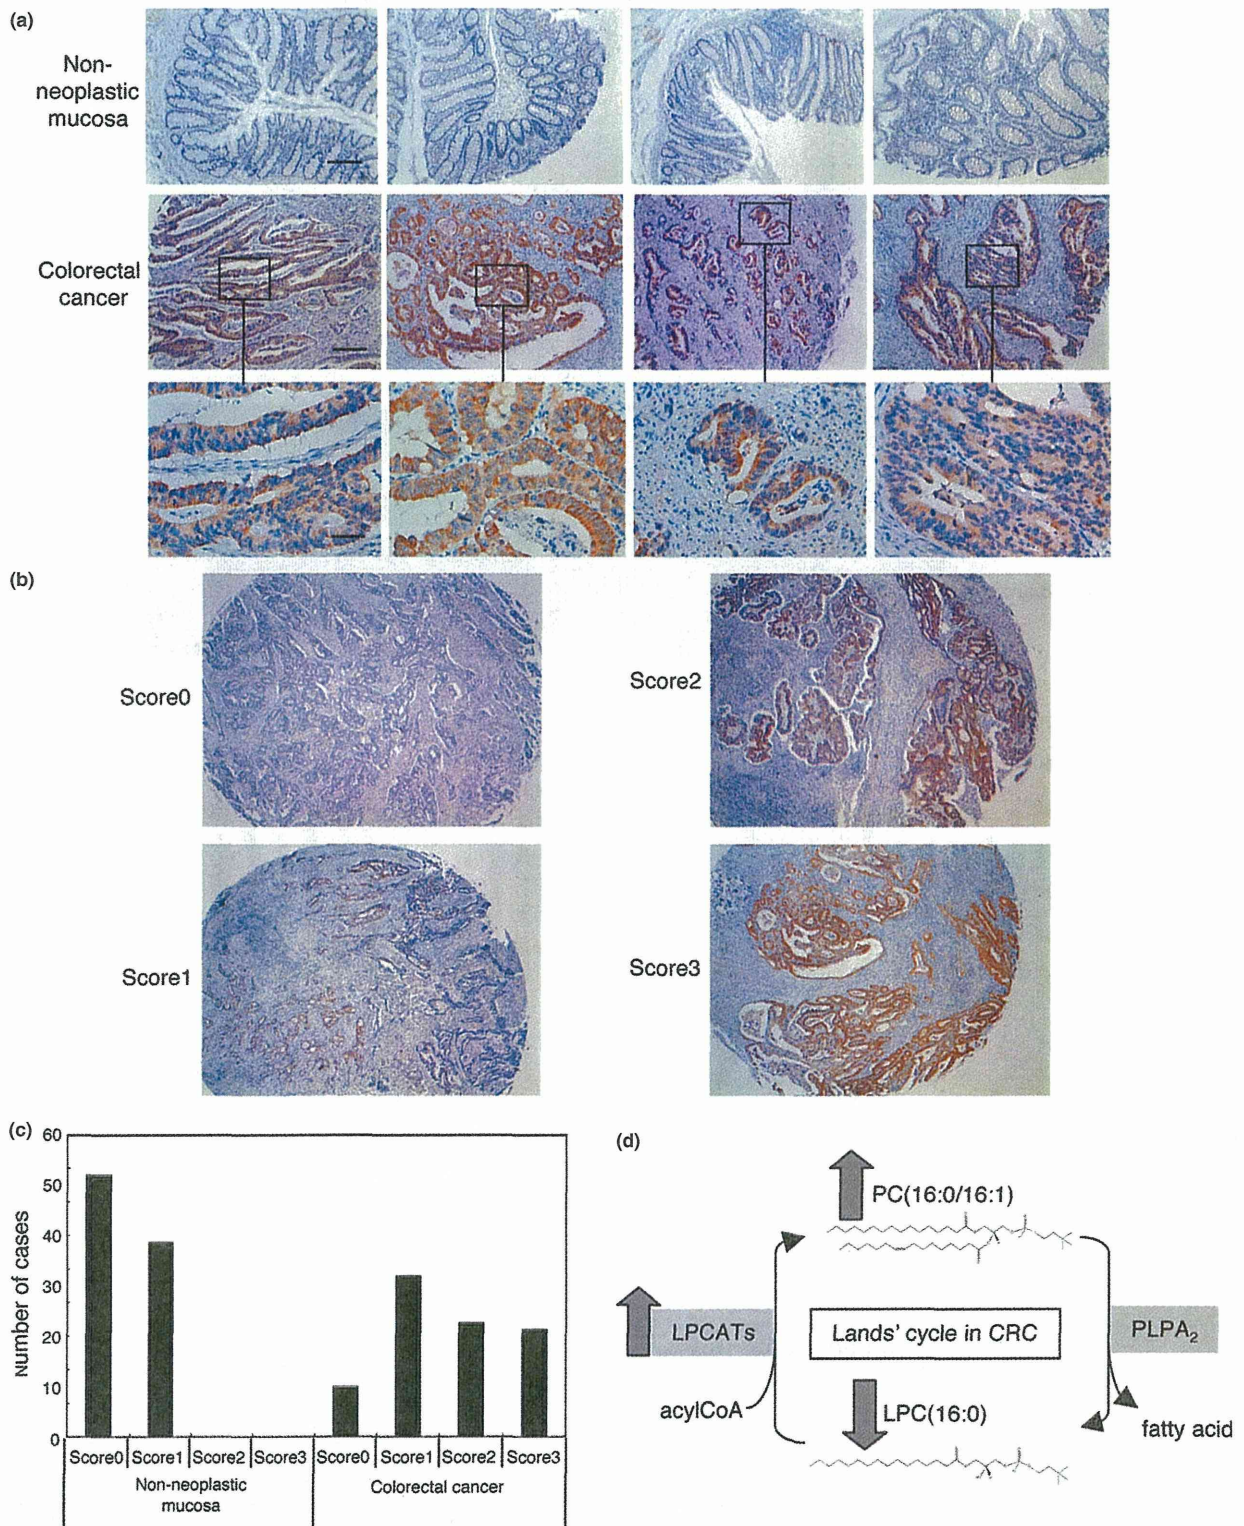 (a)
Non-
neoplastic
mucosa
Colorectal
cancer
(b)
Score0
Score2
Score1
Score3
(c)
60
50
40
30
20
10
0
Number of cases
Score0 Score1 Score2 Score3 Score0 Score1 Score2 Score3
Non-neoplastic
mucosa
Colorectal cancer
(d)
PC(16:0/16:1)
LPCATs
Lands' cycle in CRC
PLPA2
acylCoA
LPC(16:0)
fatty acid